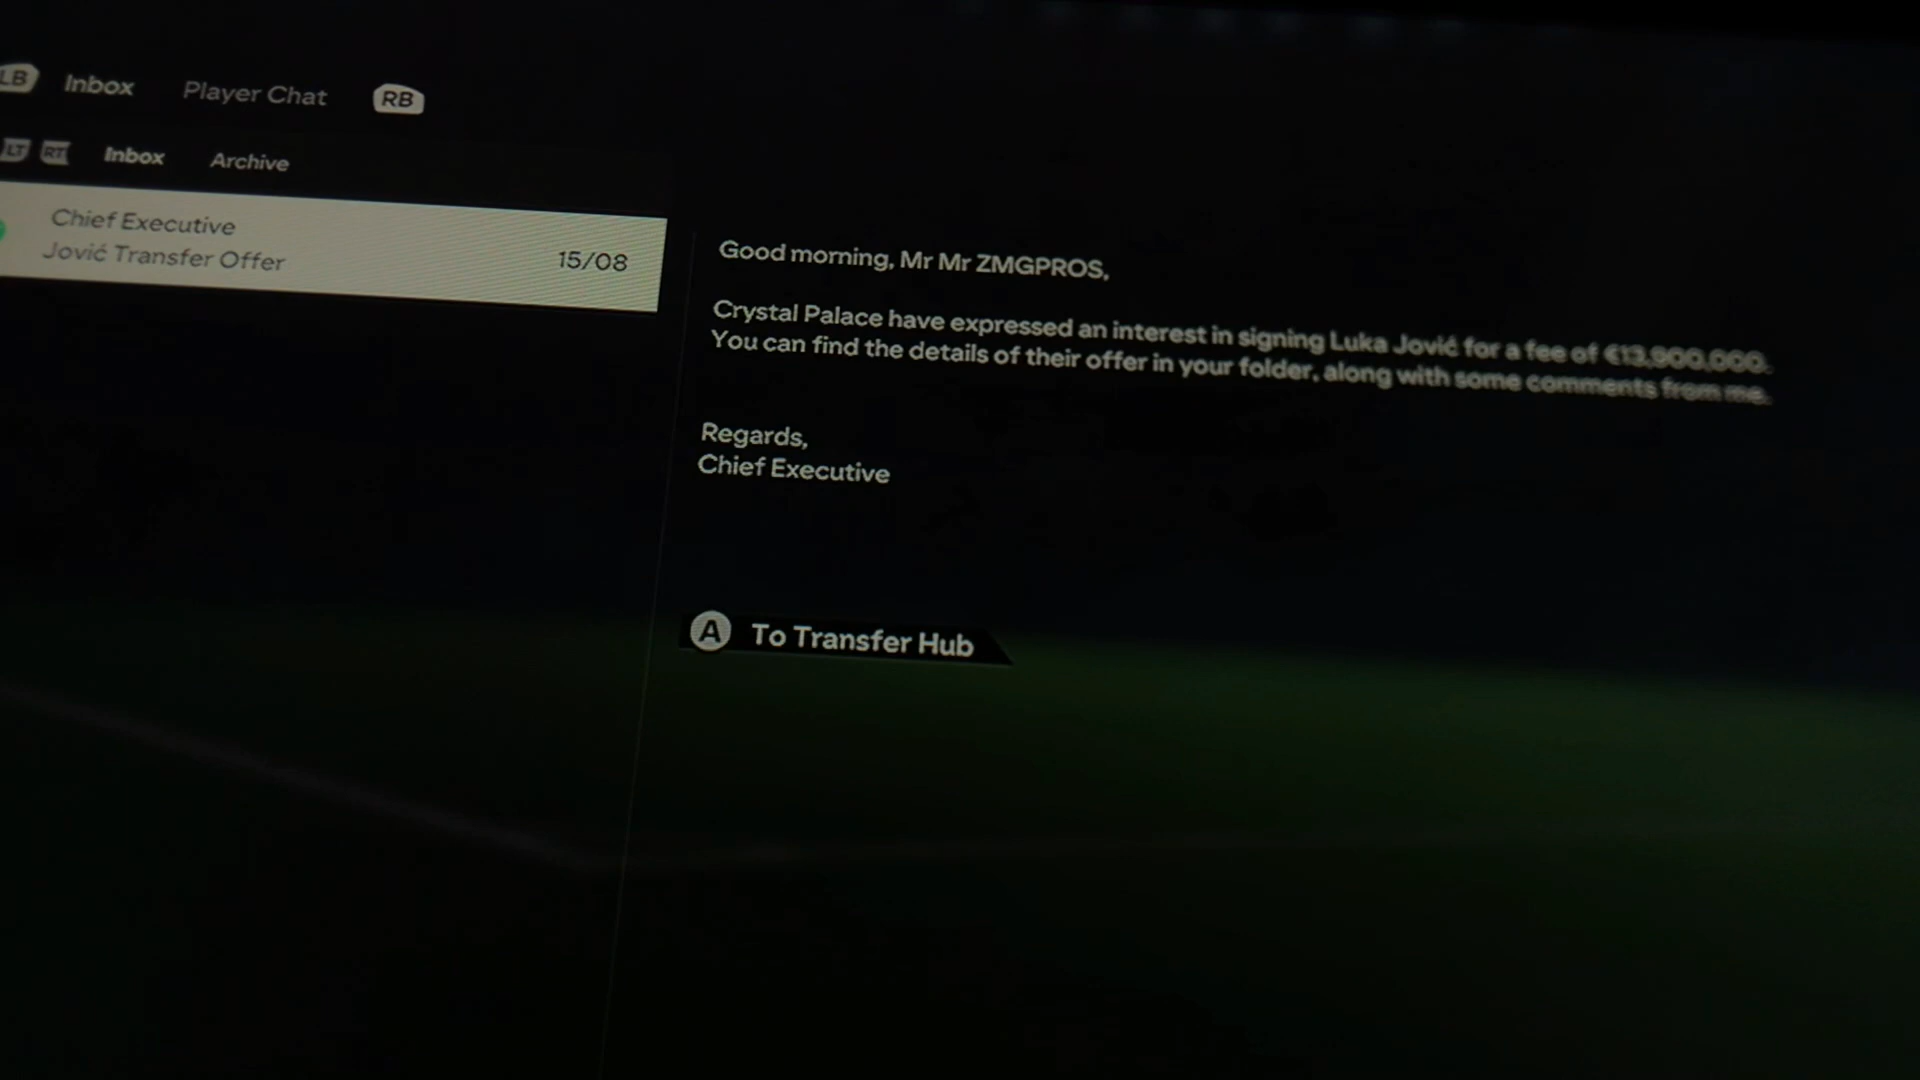 LB Inbox Player Chat RB
LT RT Inbox Archive
Chief Executive
Jović Transfer Offer 15/08
Good morning, Mr Mr ZMGPROS,
Crystal Palace have expressed an interest in signing Luka Jović for a fee of €13,900,000.
You can find the details of their offer in your folder, along with some comments from me.
Regards,
Chief Executive
A To Transfer Hub